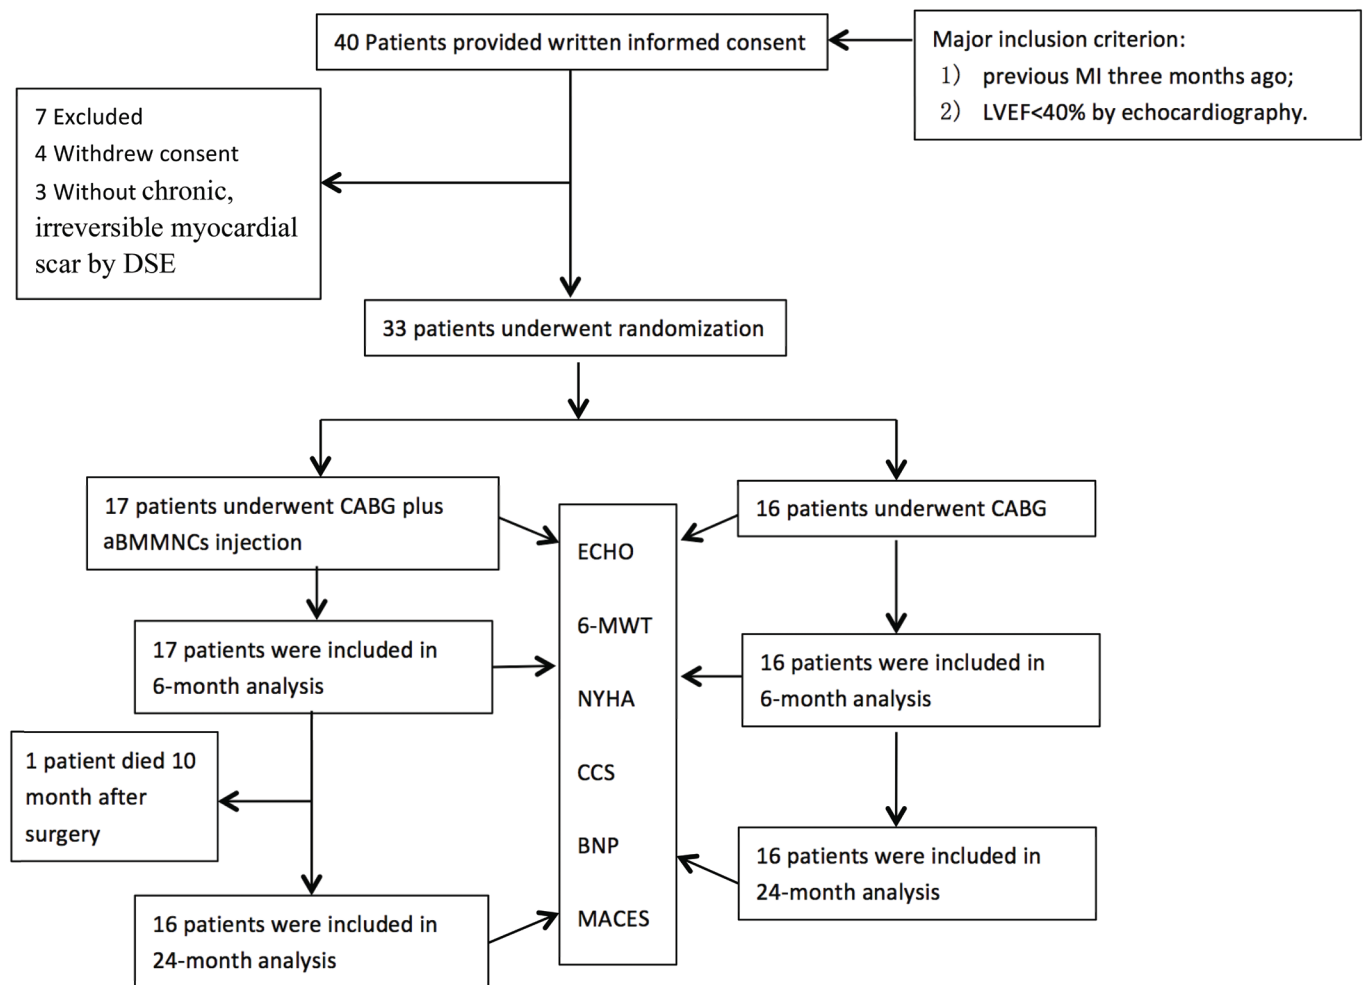 40 Patients provided written informed consent
Major inclusion criterion:
1) previous MI three months ago;
2) LVEF<40% by echocardiography.
7 Excluded
4 Withdrew consent
3 Without chronic,
irreversible myocardial
scar by DSE
33 patients underwent randomization
17 patients underwent CABG plus
aBMMNCs injection
16 patients underwent CABG
ECHO
6-MWT
NYHA
CCS
BNP
MACES
17 patients were included in
6-month analysis
16 patients were included in
6-month analysis
1 patient died 10
month after
surgery
16 patients were included in
24-month analysis
16 patients were included in
24-month analysis